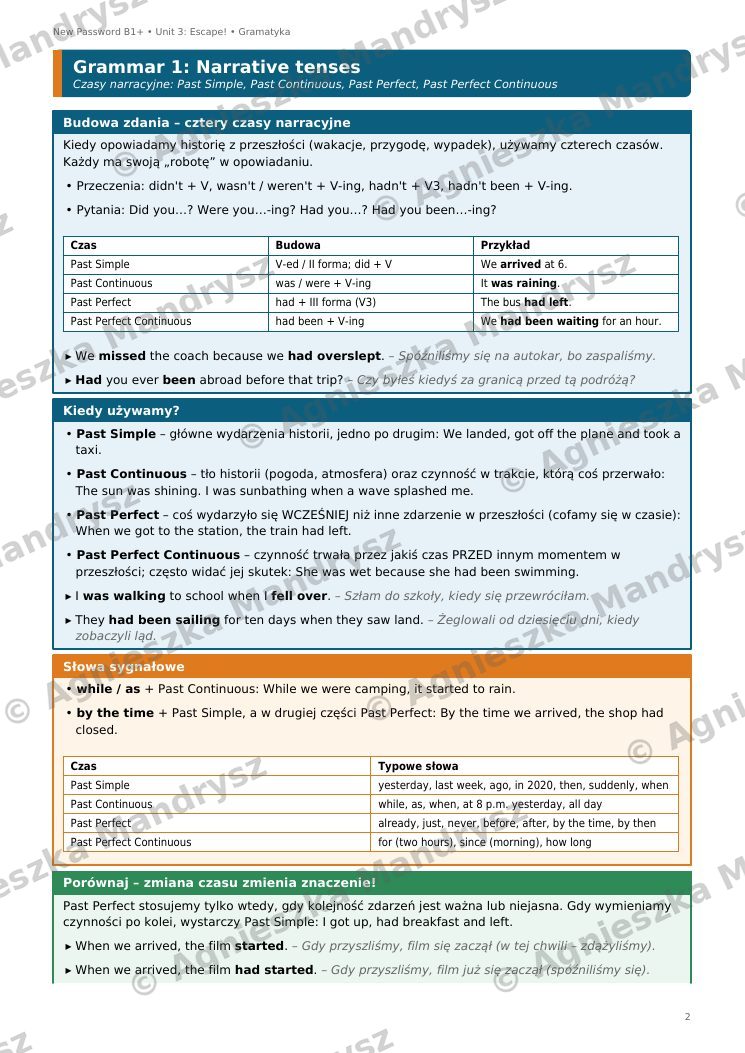 New Password B1+ • Unit 3: Escape! • Gramatyka
Grammar 1: Narrative tenses
Czasy narracyjne: Past Simple, Past Continuous, Past Perfect, Past Perfect Continuous
Budowa zdania – cztery czasy narracyjne
Kiedy opowiadamy historię z przeszłości (wakacje, przygodę, wypadek), używamy czterech czasów.
Każdy ma swoją „robotę” w opowiadaniu.
• Przeczenia: didn't + V, wasn't / weren't + V-ing, hadn't + V3, hadn't been + V-ing.
• Pytania: Did you…? Were you…-ing? Had you…? Had you been…-ing?
Czas Budowa Przykład
Past Simple V-ed / II forma; did + V We arrived at 6.
Past Continuous was / were + V-ing It was raining.
Past Perfect had + III forma (V3) The bus had left.
Past Perfect Continuous had been + V-ing We had been waiting for an hour.
▸ We missed the coach because we had overslept. – Spóźniliśmy się na autokar, bo zaspaliśmy.
▸ Had you ever been abroad before that trip? – Czy byłeś kiedyś za granicą przed tą podróżą?
Kiedy używamy?
• Past Simple – główne wydarzenia historii, jedno po drugim: We landed, got off the plane and took a
taxi.
• Past Continuous – tło historii (pogoda, atmosfera) oraz czynność w trakcie, którą coś przerwało:
The sun was shining. I was sunbathing when a wave splashed me.
• Past Perfect – coś wydarzyło się WCZEŚNIEJ niż inne zdarzenie w przeszłości (cofamy się w czasie):
When we got to the station, the train had left.
• Past Perfect Continuous – czynność trwała przez jakiś czas PRZED innym momentem w
przeszłości; często widać jej skutek: She was wet because she had been swimming.
▸ I was walking to school when I fell over. – Szłam do szkoły, kiedy się przewróciłam.
▸ They had been sailing for ten days when they saw land. – Żeglowali od dziesięciu dni, kiedy
zobaczyli ląd.
Słowa sygnałowe
• while / as + Past Continuous: While we were camping, it started to rain.
• by the time + Past Simple, a w drugiej części Past Perfect: By the time we arrived, the shop had
closed.
Czas Typowe słowa
Past Simple yesterday, last week, ago, in 2020, then, suddenly, when
Past Continuous while, as, when, at 8 p.m. yesterday, all day
Past Perfect already, just, never, before, after, by the time, by then
Past Perfect Continuous for (two hours), since (morning), how long
Porównaj – zmiana czasu zmienia znaczenie!
Past Perfect stosujemy tylko wtedy, gdy kolejność zdarzeń jest ważna lub niejasna. Gdy wymieniamy
czynności po kolei, wystarczy Past Simple: I got up, had breakfast and left.
▸ When we arrived, the film started. – Gdy przyszliśmy, film się zaczął (w tej chwili – zdążyliśmy).
▸ When we arrived, the film had started. – Gdy przyszliśmy, film już się zaczął (spóźniliśmy się).
2
© Agnieszka Mandrysz